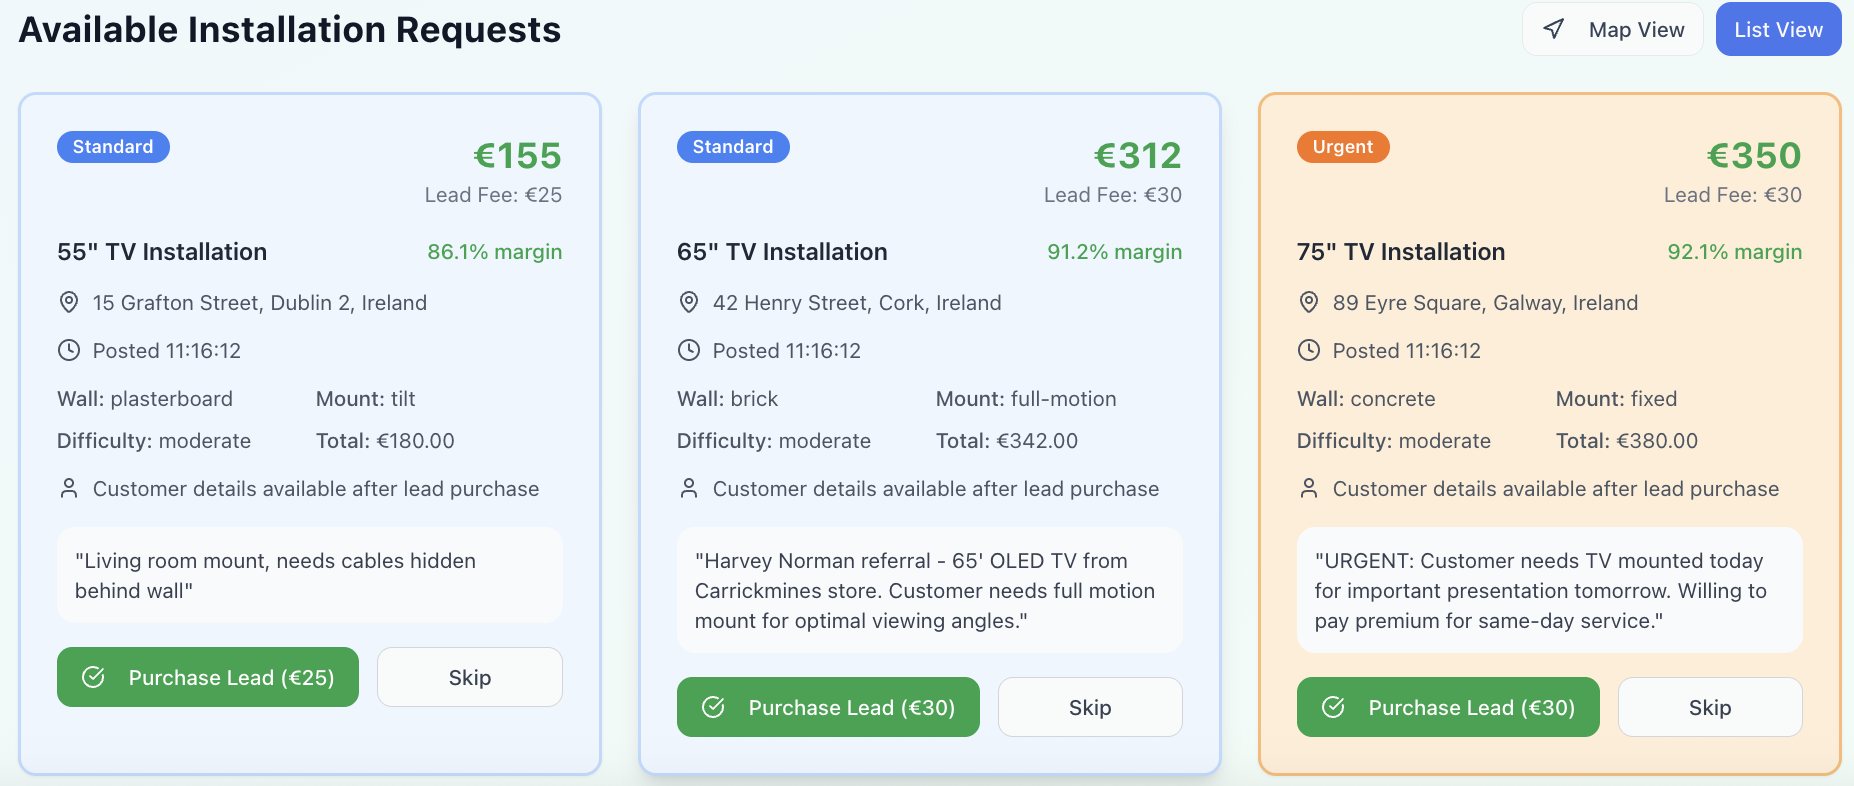 Available Installation Requests
Map View
List View
Standard
€155
Lead Fee: €25
55" TV Installation
86.1% margin
15 Grafton Street, Dublin 2, Ireland
Posted 11:16:12
Wall: plasterboard
Mount: tilt
Difficulty: moderate
Total: €180.00
Customer details available after lead purchase
"Living room mount, needs cables hidden
behind wall"
Purchase Lead (€25)
Skip
Standard
€312
Lead Fee: €30
65" TV Installation
91.2% margin
42 Henry Street, Cork, Ireland
Posted 11:16:12
Wall: brick
Mount: full-motion
Difficulty: moderate
Total: €342.00
Customer details available after lead purchase
"Harvey Norman referral - 65' OLED TV from
Carrickmines store. Customer needs full motion
mount for optimal viewing angles."
Purchase Lead (€30)
Skip
Urgent
€350
Lead Fee: €30
75" TV Installation
92.1% margin
89 Eyre Square, Galway, Ireland
Posted 11:16:12
Wall: concrete
Mount: fixed
Difficulty: moderate
Total: €380.00
Customer details available after lead purchase
"URGENT: Customer needs TV mounted today
for important presentation tomorrow. Willing to
pay premium for same-day service."
Purchase Lead (€30)
Skip